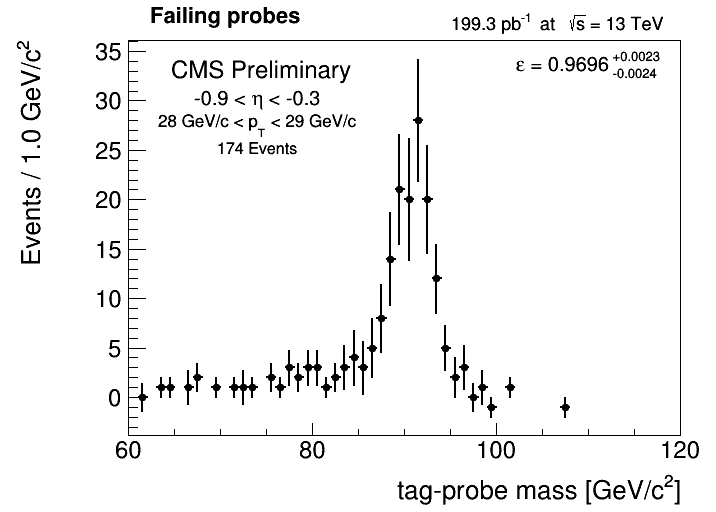 Failing probes
199.3 pb⁻¹ at √s = 13 TeV
CMS Preliminary
-0.9 < η < -0.3
28 GeV/c < p_T < 29 GeV/c
174 Events
ε = 0.9696 +0.0023 -0.0024
Events / 1.0 GeV/c²
35
30
25
20
15
10
5
0
60 80 100 120
tag-probe mass [GeV/c²]